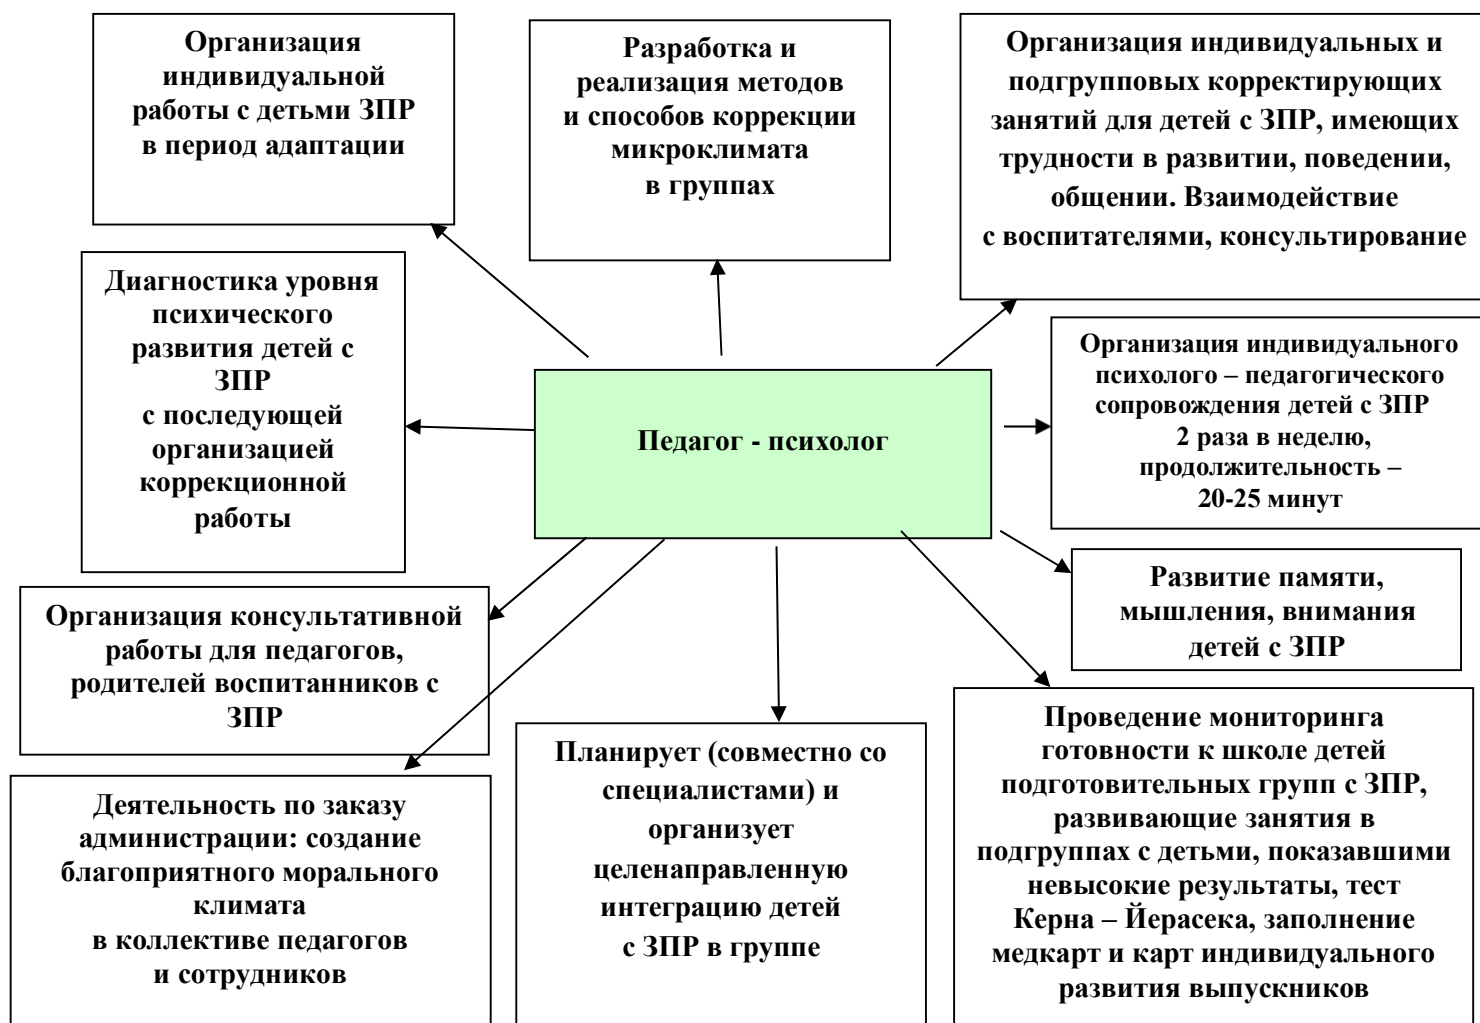 Организация
индивидуальной
работы с детьми ЗПР
в период адаптации
Разработка и
реализация методов
и способов коррекции
микроклимата
в группах
Организация индивидуальных и
подгрупповых корректирующих
занятий для детей с ЗПР, имеющих
трудности в развитии, поведении,
общении. Взаимодействие
с воспитателями, консультирование
Диагностика уровня
психического
развития детей с
ЗПР
с последующей
организацией
коррекционной
работы
Педагог - психолог
Организация индивидуального
психолого – педагогического
сопровождения детей с ЗПР
2 раза в неделю,
продолжительность –
20-25 минут
Развитие памяти,
мышления, внимания
детей с ЗПР
Организация консультативной
работы для педагогов,
родителей воспитанников с
ЗПР
Деятельность по заказу
администрации: создание
благоприятного морального
климата
в коллективе педагогов
и сотрудников
Планирует (совместно со
специалистами) и
организует
целенаправленную
интеграцию детей
с ЗПР в группе
Проведение мониторинга
готовности к школе детей
подготовительных групп с ЗПР,
развивающие занятия в
подгруппах с детьми, показавшими
невысокие результаты, тест
Керна – Йерасека, заполнение
медкарт и карт индивидуального
развития выпускников